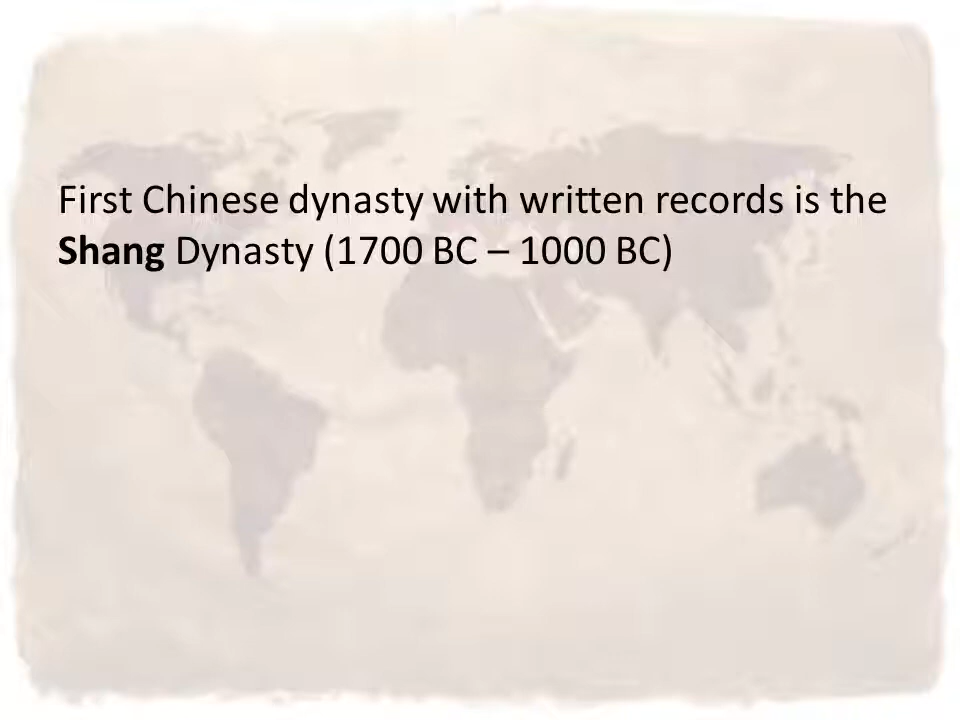 First Chinese dynasty with written records is the
Shang Dynasty (1700 BC – 1000 BC)